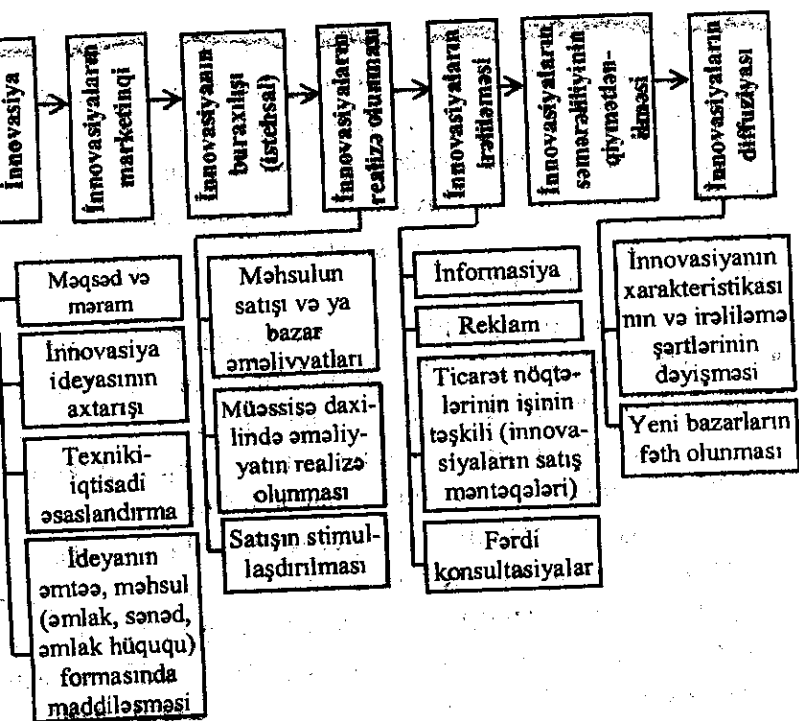 İnnovasiya
İnnovasiyaların
marketinqi
İnnovasiyanın
buraxılışı
(istehsal)
İnnovasiyaların
realizə olunması
İnnovasiyaların
irəliləməsi
İnnovasiyaların
səmərəliliyinin
qiymətlən-
məsi
İnnovasiyaların
diffuziyası
Məqsəd və
məram
İnnovasiya
ideyasının
axtarışı
Texniki-
iqtisadi
əsaslandırma
İdeyanın
əmtəə, məhsul
(əmlak, sənəd,
əmlak hüququ)
formasında
maddiləşməsi
Məhsulun
satışı və ya
bazar
əməliyyatları
Müəssisə daxi-
lində əməliy-
yatın realizə
olunması
Satışın stimul-
laşdırılması
İnformasiya
Reklam
Ticarət nöqtə-
lərinin işinin
təşkili (innova-
siyaların satış
məntəqələri)
Fərdi
konsultasiyalar
İnnovasiyanın
xarakteristikası
nın və irəliləmə
şərtlərinin
dəyişməsi
Yeni bazarların
fəth olunması